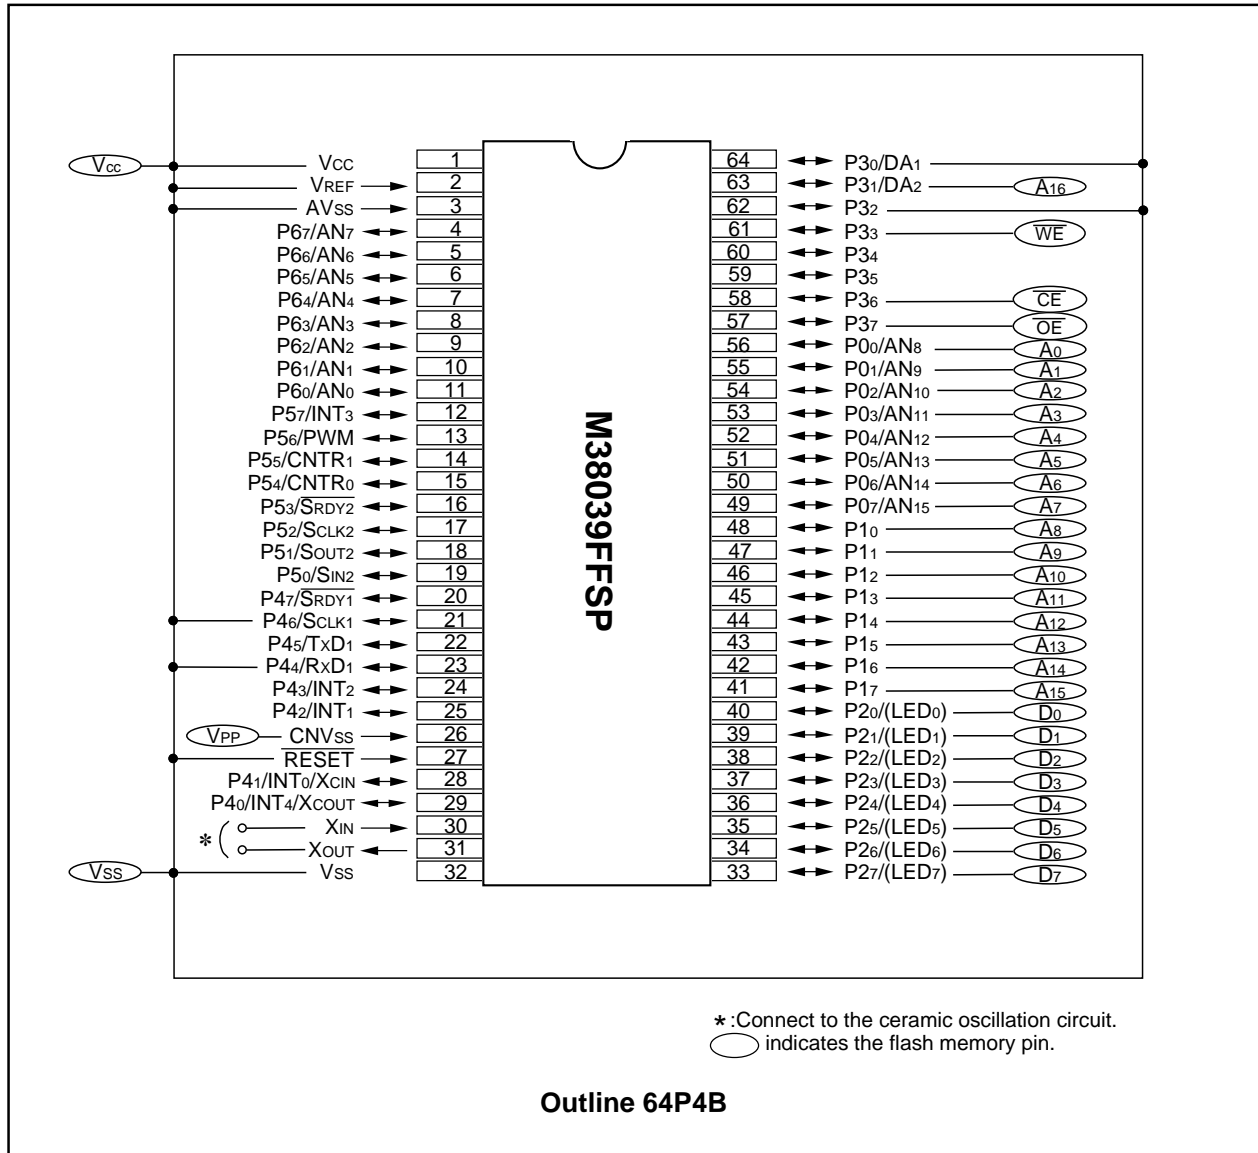 Vcc VCC 1 64 P30/DA1
VREF 2 63 P31/DA2 A16
AVSS 3 62 P32
P67/AN7 4 61 P33 WE
P66/AN6 5 60 P34
P65/AN5 6 59 P35
P64/AN4 7 58 P36 CE
P63/AN3 8 57 P37 OE
P62/AN2 9 56 P00/AN8 A0
P61/AN1 10 55 P01/AN9 A1
P60/AN0 11 54 P02/AN10 A2
P57/INT3 12 53 P03/AN11 A3
P56/PWM 13 52 P04/AN12 A4
P55/CNTR1 14 51 P05/AN13 A5
P54/CNTR0 15 50 P06/AN14 A6
P53/SRDY2 16 49 P07/AN15 A7
P52/SCLK2 17 48 P10 A8
P51/SOUT2 18 47 P11 A9
P50/SIN2 19 46 P12 A10
P47/SRDY1 20 45 P13 A11
P46/SCLK1 21 44 P14 A12
P45/TxD1 22 43 P15 A13
P44/RxD1 23 42 P16 A14
P43/INT2 24 41 P17 A15
P42/INT1 25 40 P20/(LED0) D0
VPP CNVSS 26 39 P21/(LED1) D1
RESET 27 38 P22/(LED2) D2
P41/INT0/XCIN 28 37 P23/(LED3) D3
P40/INT4/XCOUT 29 36 P24/(LED4) D4
* XIN 30 35 P25/(LED5) D5
XOUT 31 34 P26/(LED6) D6
VSS VSS 32 33 P27/(LED7) D7
M38039FFSP
* :Connect to the ceramic oscillation circuit.
indicates the flash memory pin.
Outline 64P4B